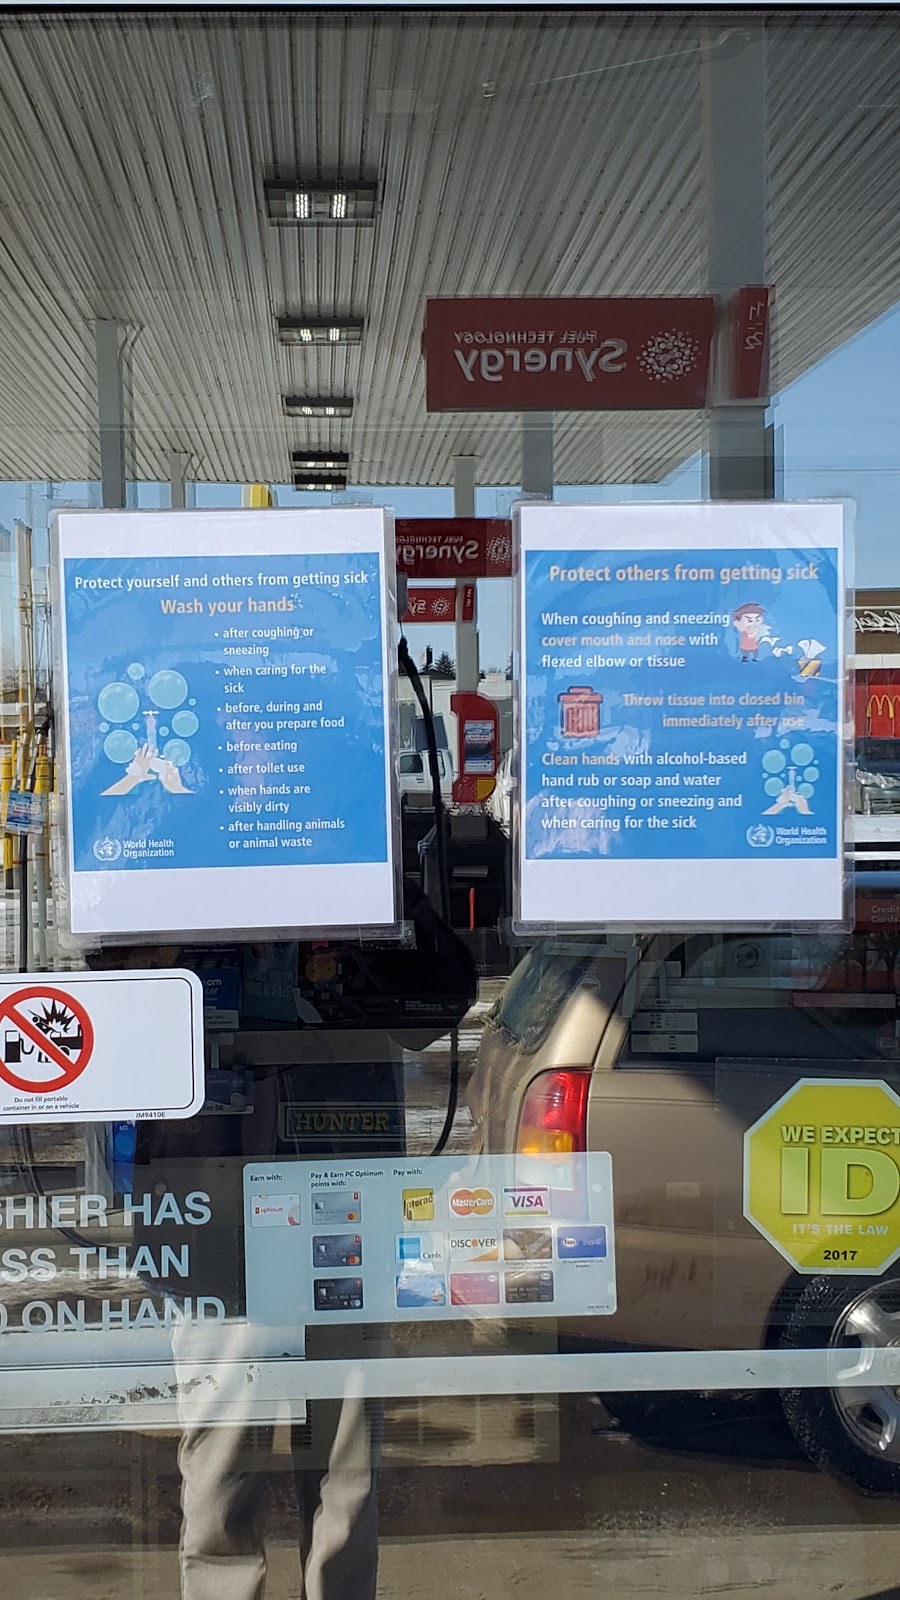 FUEL TECHNOLOGY
Synergy
Synergy
Protect yourself and others from getting sick
Wash your hands
• after coughing or
sneezing
• when caring for the
sick
• before, during and
after you prepare food
• before eating
• after toilet use
• when hands are
visibly dirty
• after handling animals
or animal waste
World Health
Organization
Protect others from getting sick
When coughing and sneezing
cover mouth and nose with
flexed elbow or tissue
Throw tissue into closed bin
immediately after use
Clean hands with alcohol-based
hand rub or soap and water
after coughing or sneezing and
when caring for the sick
World Health
Organization
Credit
Cards
Do not fill portable
container in or on a vehicle
IM9410E
HUNTER
Earn with:
Pay & Earn PC Optimum
points with:
Pay with:
optimum
Interac
MasterCard
VISA
Cards
DISCOVER
WE EXPECT
ID
IT'S THE LAW
2017
SHIER HAS
SS THAN
ON HAND